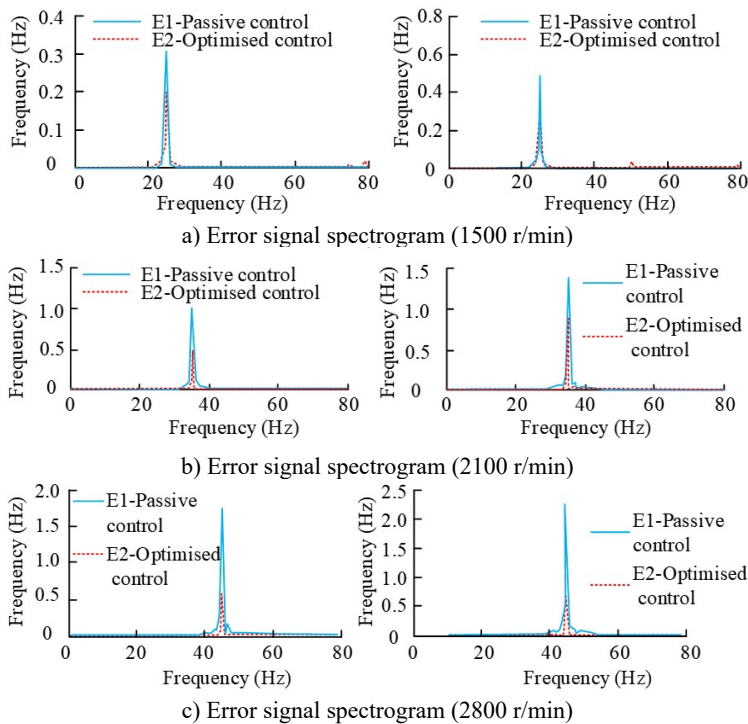 E1-Passive control
E2-Optimised control
Frequency (Hz)
0.4
0.3
0.2
0.1
0
0 20 40 60 80
Frequency (Hz)
E1-Passive control
E2-Optimised control
Frequency (Hz)
0.8
0.6
0.4
0.2
0
0 20 40 60 80
Frequency (Hz)
a) Error signal spectrogram (1500 r/min)
E1-Passive control
E2-Optimised control
Frequency (Hz)
1.5
1.0
0.5
0
0 20 40 60 80
Frequency (Hz)
E1-Passive
control
E2-Optimised
control
Frequency (Hz)
1.5
1.0
0.5
0
0 20 40 60 80
Frequency (Hz)
b) Error signal spectrogram (2100 r/min)
E1-Passive
control
E2-Optimised
control
Frequency (Hz)
2.0
1.5
1.0
0.5
0
0 20 40 60 80
Frequency (Hz)
E1-Passive
control
E2-Optimised
control
Frequency (Hz)
2.5
2.0
1.5
1.0
0.5
0
0 20 40 60 80
Frequency (Hz)
c) Error signal spectrogram (2800 r/min)